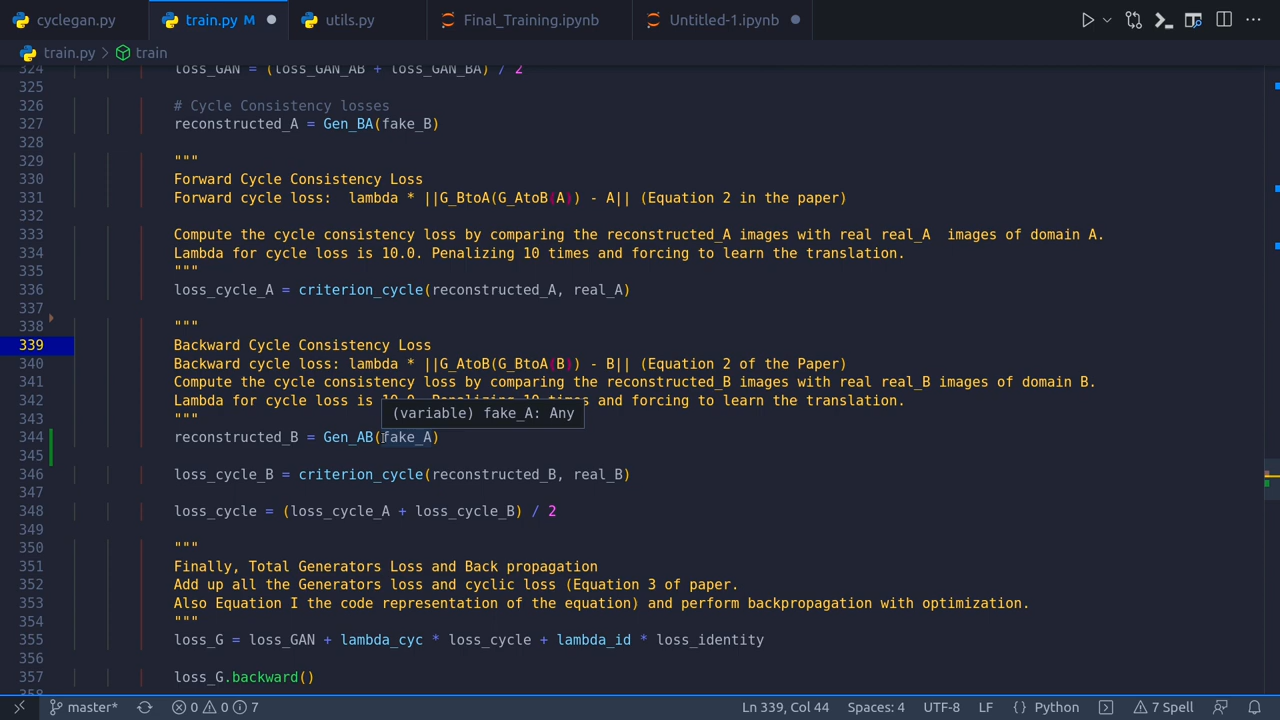 cyclegan.py train.py M utils.py Final_Training.ipynb Untitled-1.ipynb
train.py > train
324 loss_GAN = (loss_GAN_AB + loss_GAN_BA) / 2
325
326 # Cycle Consistency losses
327 reconstructed_A = Gen_BA(fake_B)
328
329 """
330 Forward Cycle Consistency Loss
331 Forward cycle loss:  lambda * ||G_BtoA(G_AtoB(A)) - A|| (Equation 2 in the paper)
332
333 Compute the cycle consistency loss by comparing the reconstructed_A images with real real_A  images of domain A.
334 Lambda for cycle loss is 10.0. Penalizing 10 times and forcing to learn the translation.
335 """
336 loss_cycle_A = criterion_cycle(reconstructed_A, real_A)
337
338 """
339 Backward Cycle Consistency Loss
340 Backward cycle loss: lambda * ||G_AtoB(G_BtoA(B)) - B|| (Equation 2 of the Paper)
341 Compute the cycle consistency loss by comparing the reconstructed_B images with real real_B images of domain B.
342 Lambda for cycle loss is 10.0. Penalizing 10 times and forcing to learn the translation.
(variable) fake_A: Any
343 """
344 reconstructed_B = Gen_AB(fake_A)
345
346 loss_cycle_B = criterion_cycle(reconstructed_B, real_B)
347
348 loss_cycle = (loss_cycle_A + loss_cycle_B) / 2
349
350 """
351 Finally, Total Generators Loss and Back propagation
352 Add up all the Generators loss and cyclic loss (Equation 3 of paper.
353 Also Equation I the code representation of the equation) and perform backpropagation with optimization.
354 """
355 loss_G = loss_GAN + lambda_cyc * loss_cycle + lambda_id * loss_identity
356
357 loss_G.backward()
358
master* 0 0 7 Ln 339, Col 44 Spaces: 4 UTF-8 LF {} Python 7 Spell